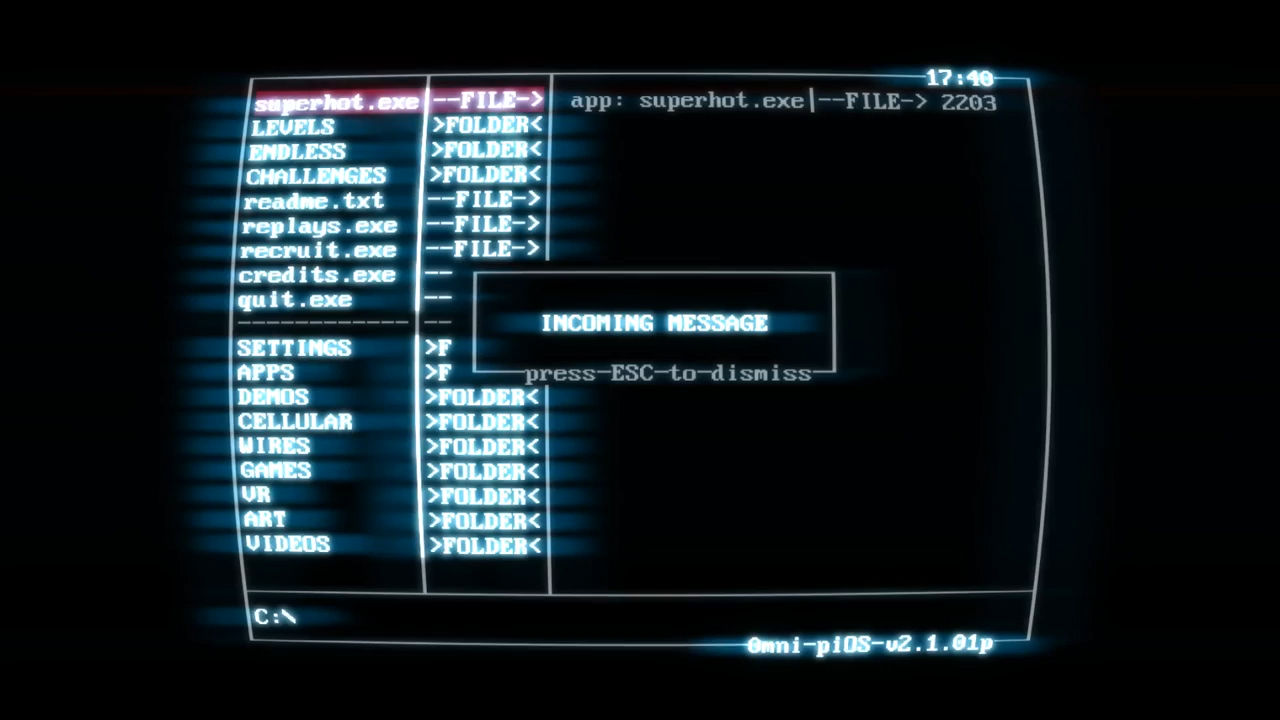 17:40
superhot.exe --FILE-> app: superhot.exe|--FILE-> 2203
LEVELS >FOLDER<
ENDLESS >FOLDER<
CHALLENGES >FOLDER<
readme.txt --FILE->
replays.exe --FILE->
recruit.exe --FILE->
credits.exe --
quit.exe --
------------ --
INCOMING MESSAGE
SETTINGS >F
APPS >F
press-ESC-to-dismiss
DEMOS >FOLDER<
CELLULAR >FOLDER<
WIRES >FOLDER<
GAMES >FOLDER<
VR >FOLDER<
ART >FOLDER<
VIDEOS >FOLDER<
C:\
Omni-piOS-v2.1.01p